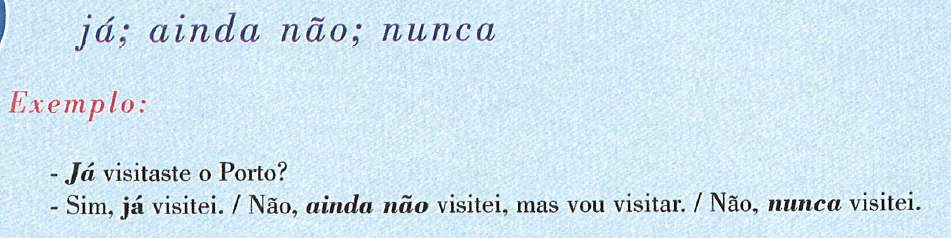 já; ainda não; nunca
Exemplo:
- Já visitaste o Porto?
- Sim, já visitei. / Não, ainda não visitei, mas vou visitar. / Não, nunca visitei.